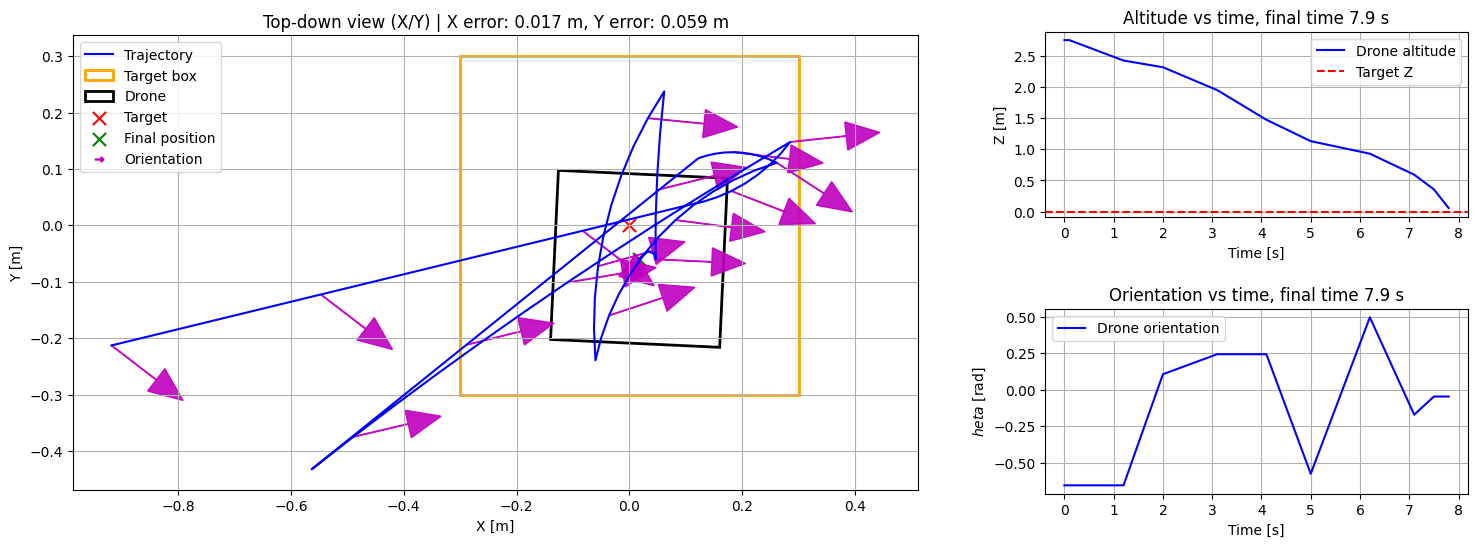 Top-down view (X/Y) | X error: 0.017 m, Y error: 0.059 m
Trajectory
Target box
Drone
Target
Final position
Orientation
0.3
0.2
0.1
0.0
−0.1
−0.2
−0.3
−0.4
Y [m]
−0.8
−0.6
−0.4
−0.2
0.0
0.2
0.4
X [m]
Altitude vs time, final time 7.9 s
Drone altitude
Target Z
2.5
2.0
1.5
1.0
0.5
0.0
Z [m]
0
1
2
3
4
5
6
7
8
Time [s]
Orientation vs time, final time 7.9 s
Drone orientation
0.50
0.25
0.00
−0.25
−0.50
heta [rad]
0
1
2
3
4
5
6
7
8
Time [s]